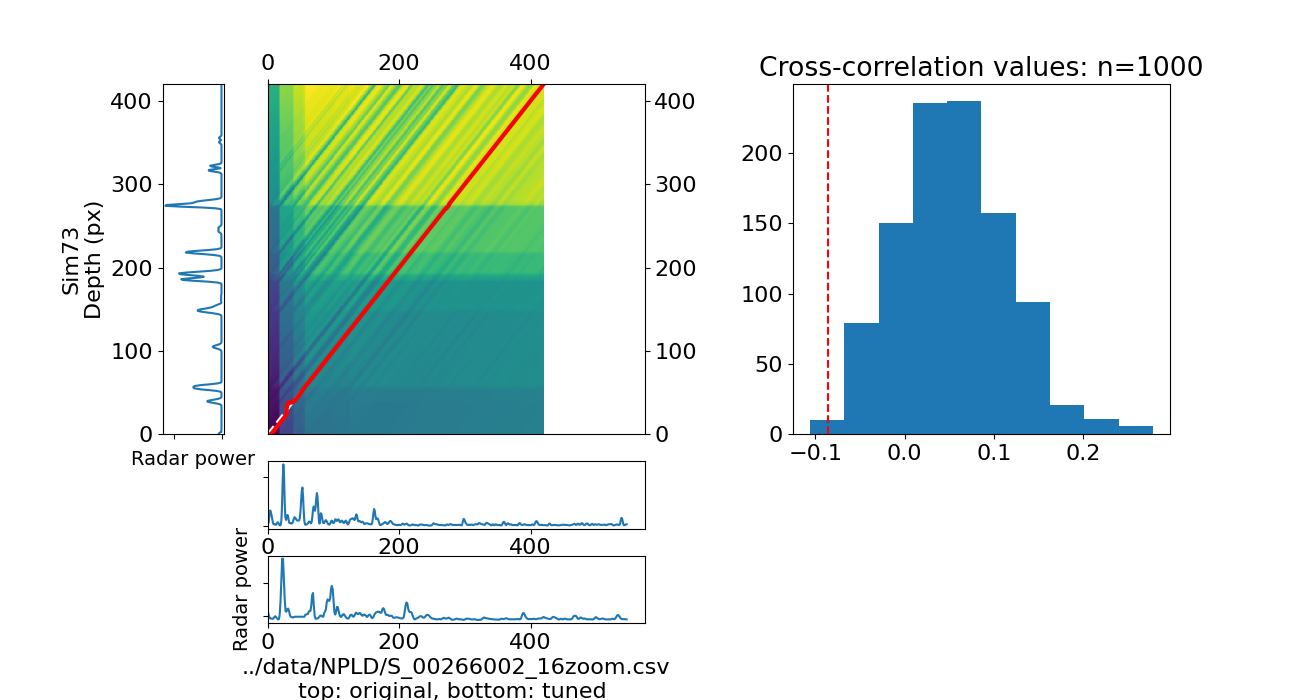 0 200 400
Cross-correlation values: n=1000
400
300
200
100
0
Sim73
Depth (px)
Radar power
400
300
200
100
0
200
150
100
50
0
−0.1 0.0 0.1 0.2
0 200 400
Radar power
0 200 400
../data/NPLD/S_00266002_16zoom.csv
top: original, bottom: tuned